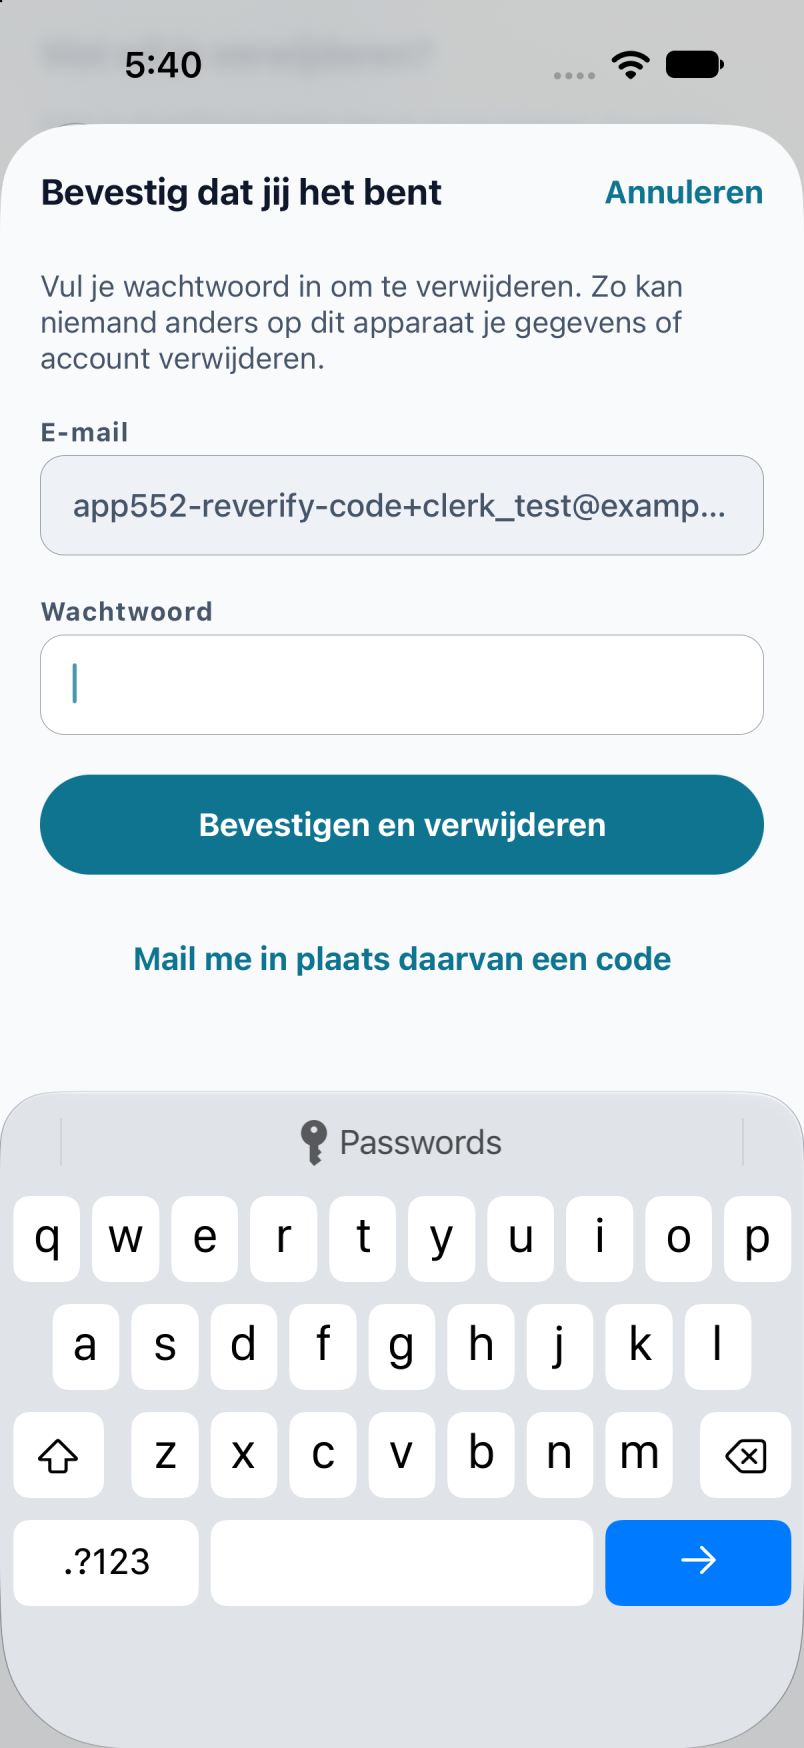 5:40
Bevestig dat jij het bent
Annuleren
Vul je wachtwoord in om te verwijderen. Zo kan
niemand anders op dit apparaat je gegevens of
account verwijderen.
E-mail
app552-reverify-code+clerk_test@examp...
Wachtwoord
Bevestigen en verwijderen
Mail me in plaats daarvan een code
Passwords
q w e r t y u i o p
a s d f g h j k l
z x c v b n m
.?123